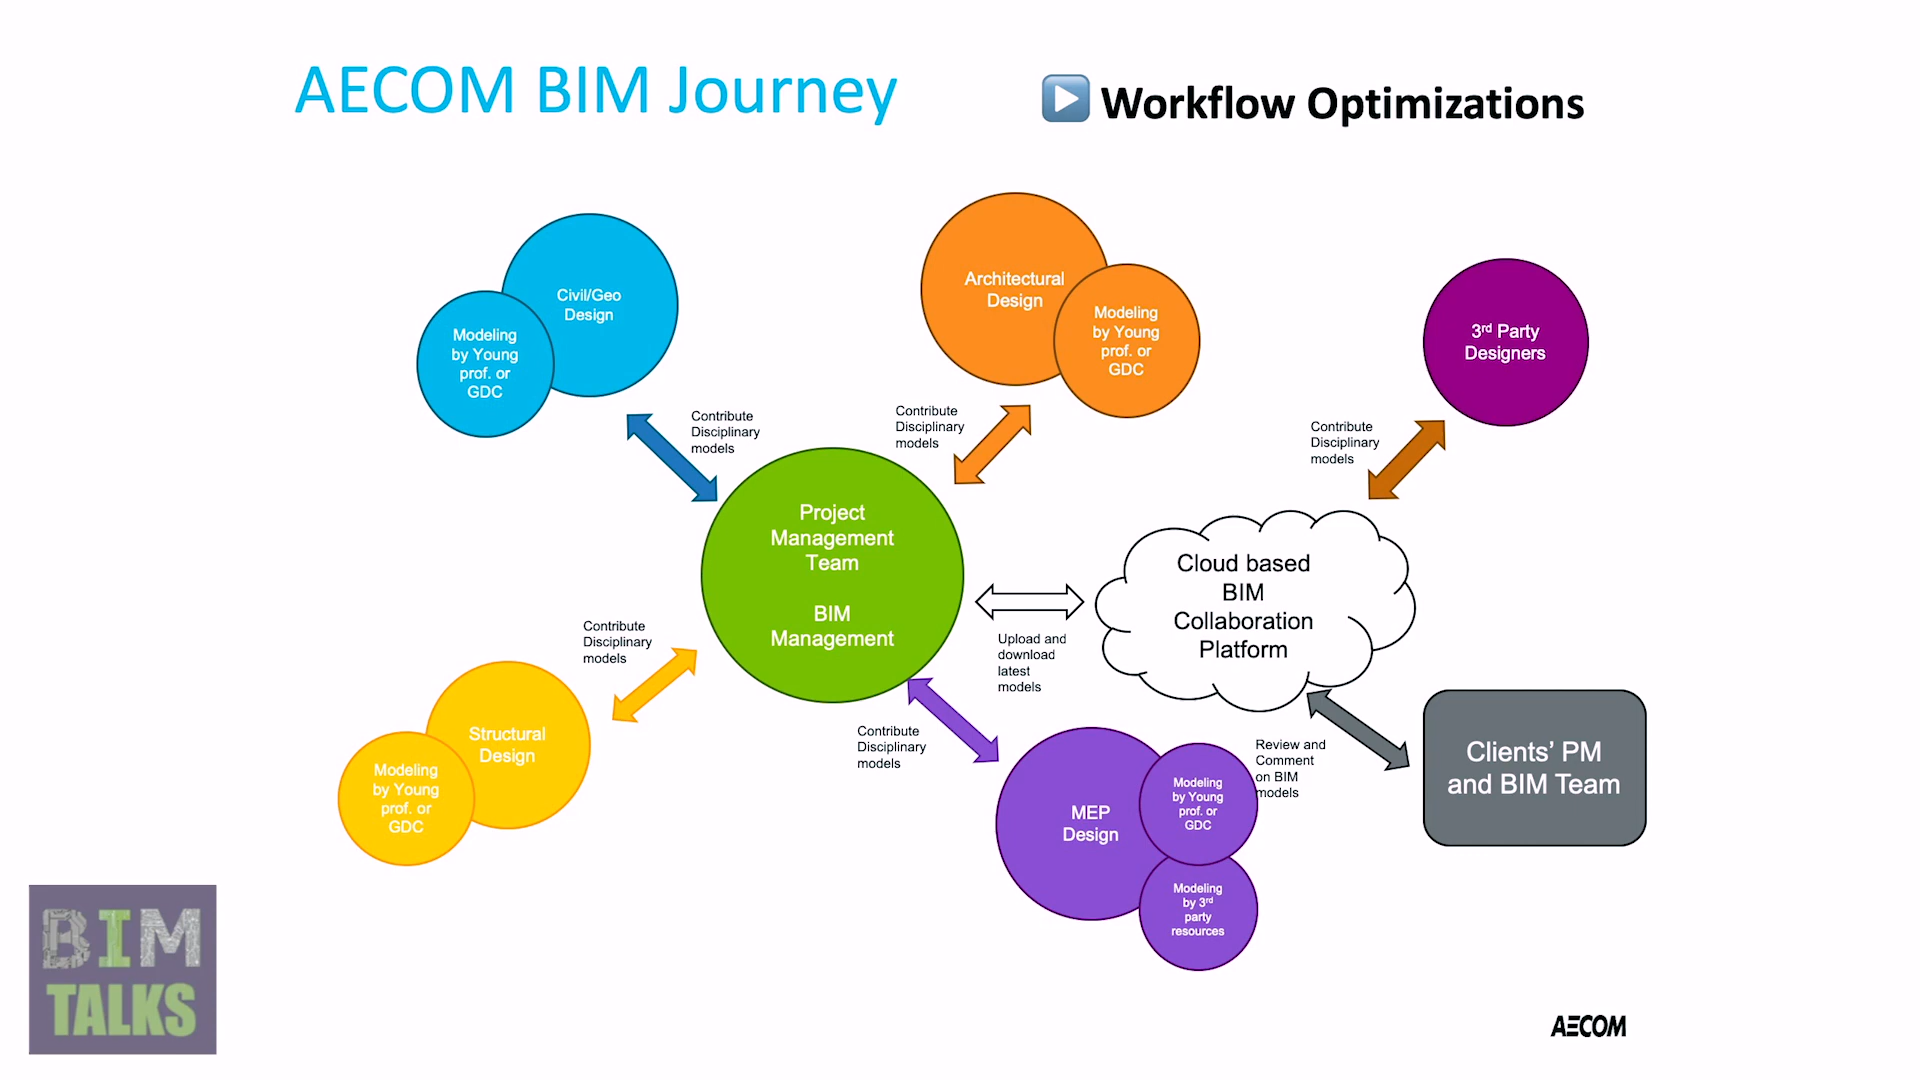 AECOM BIM Journey
Workflow Optimizations
Civil/Geo
Design
Modeling
by Young
prof. or
GDC
Architectural
Design
Modeling
by Young
prof. or
GDC
3rd Party
Designers
Contribute
Disciplinary
models
Contribute
Disciplinary
models
Contribute
Disciplinary
models
Project
Management
Team
BIM
Management
Cloud based
BIM
Collaboration
Platform
Upload and
download
latest
models
Contribute
Disciplinary
models
Structural
Design
Modeling
by Young
prof. or
GDC
Contribute
Disciplinary
models
MEP
Design
Modeling
by Young
prof. or
GDC
Modeling
by 3rd
party
resources
Review and
Comment
on BIM
models
Clients’ PM
and BIM Team
BIM
TALKS
AECOM